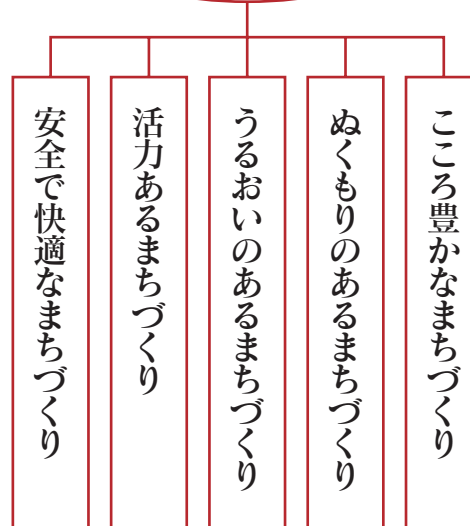 こころ豊かなまちづくり
ぬくもりのあるまちづくり
うるおいのあるまちづくり
活力あるまちづくり
安全で快適なまちづくり